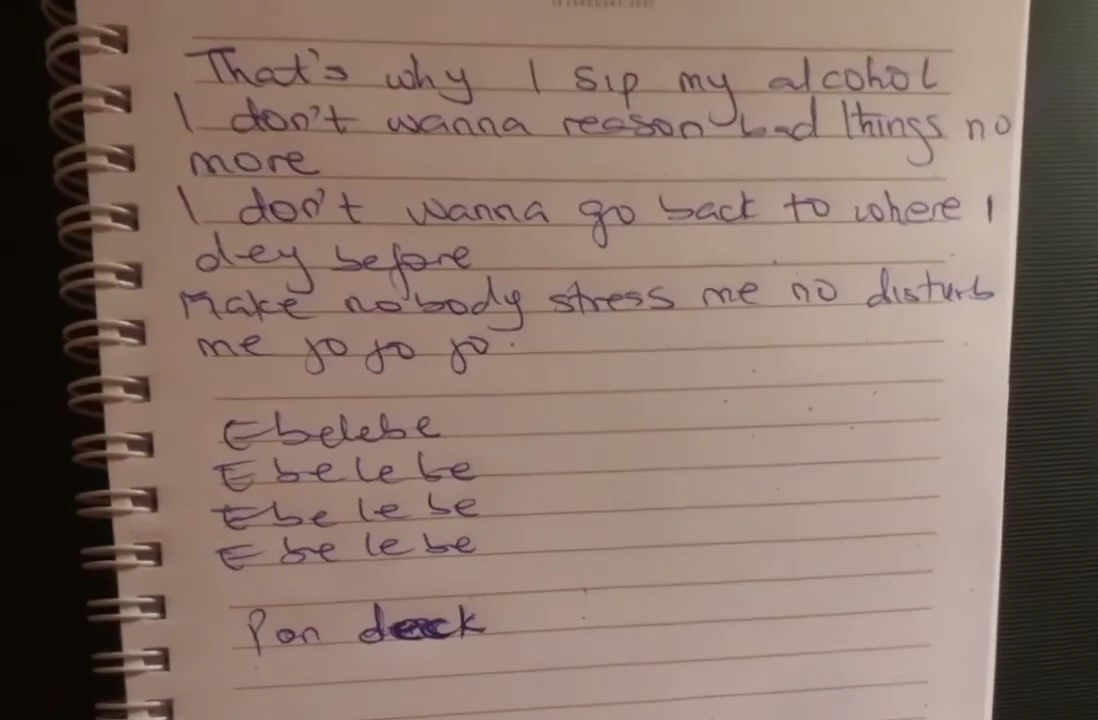 That's why I sip my alcohol
I don't wanna reason bad things no
more
I don't wanna go back to where I
dey before
Make nobody stress me no disturb
me jo jo jo.
Ebelebe
Ebelebe
Ebelebe
Ebelebe
Pon deck